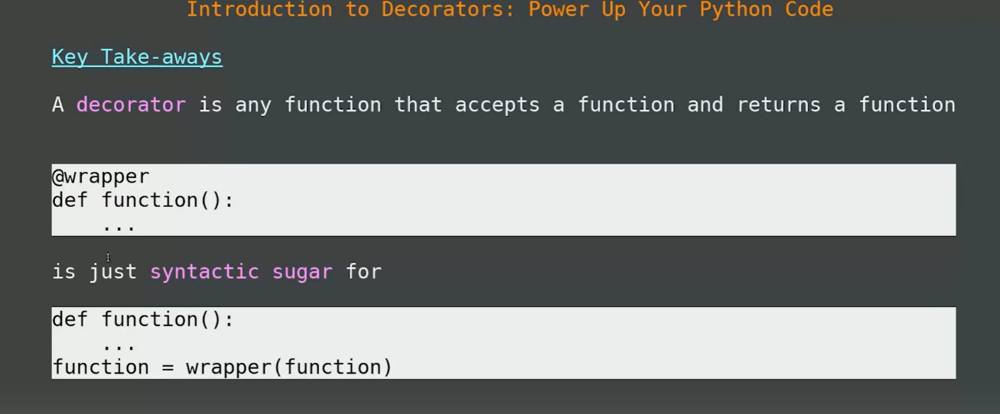 Introduction to Decorators: Power Up Your Python Code
Key Take-aways
A decorator is any function that accepts a function and returns a function
@wrapper
def function():
    ...
is just syntactic sugar for
def function():
    ...
function = wrapper(function)